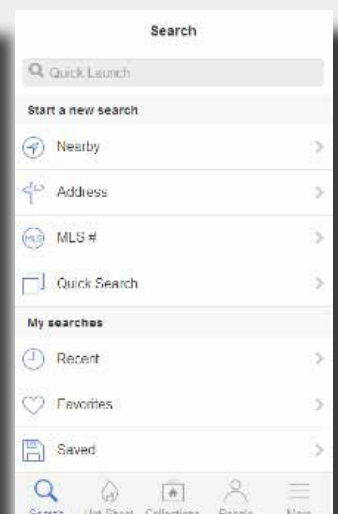 Search
Quick Launch
Start a new search
Nearby
Address
MLS
MLS #
Quick Search
My searches
Recent
Favorites
Saved
Search Hot Sheet Collections People More